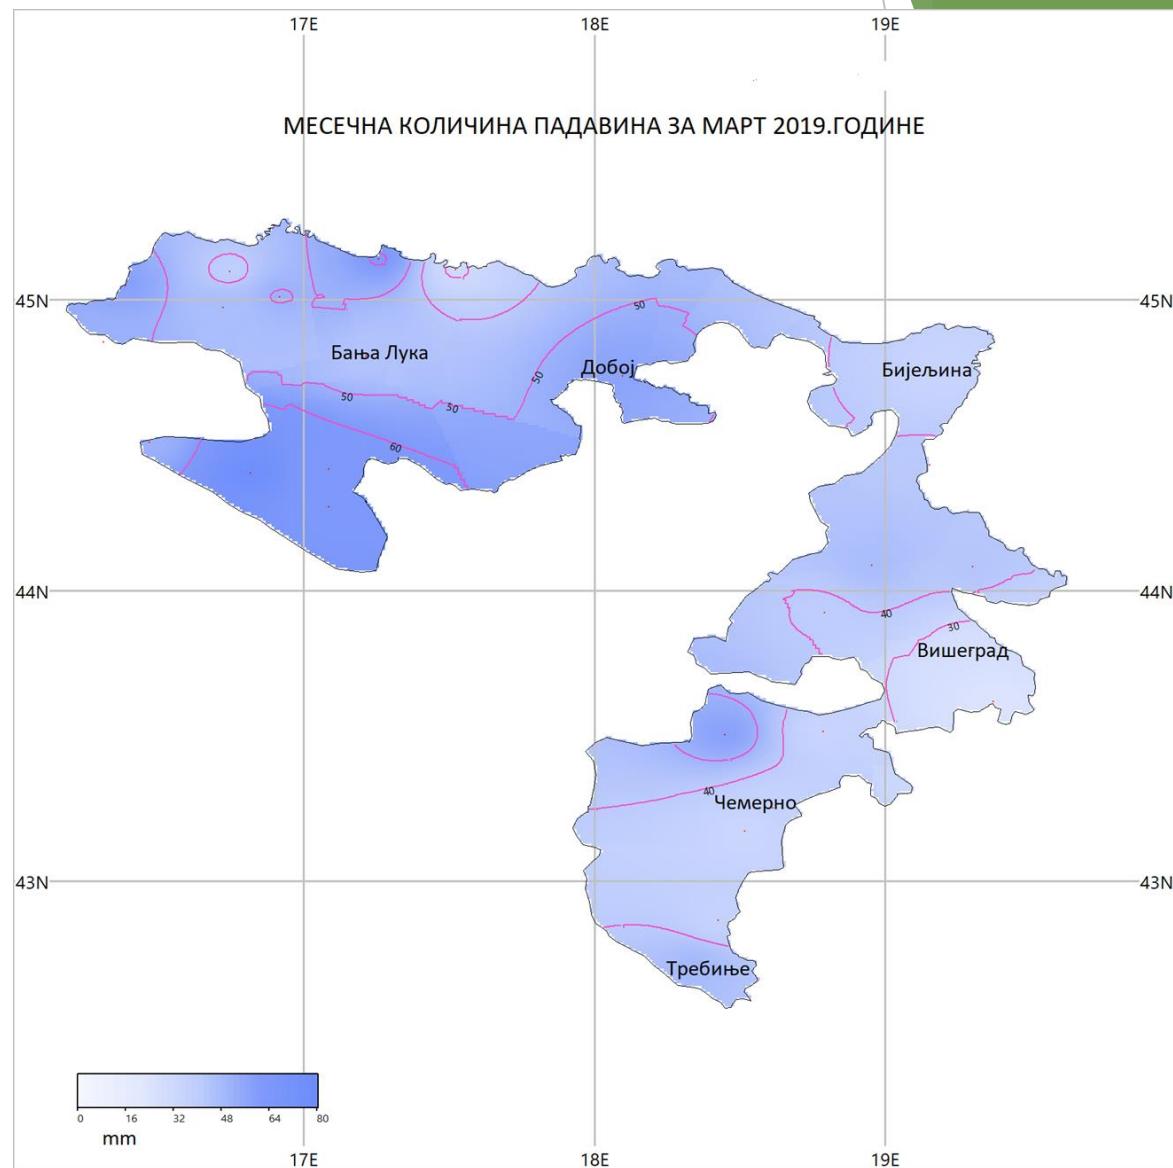 17E 18E 19E
МЕСЕЧНА КОЛИЧИНА ПАДАВИНА ЗА МАРТ 2019.ГОДИНЕ
45N 45N
50
Бања Лука
Добој
Бијељина
50
50
50
60
44N 44N
40
30
Вишеград
40
Чемерно
43N 43N
Требиње
0 16 32 48 64 80
mm
17E 18E 19E